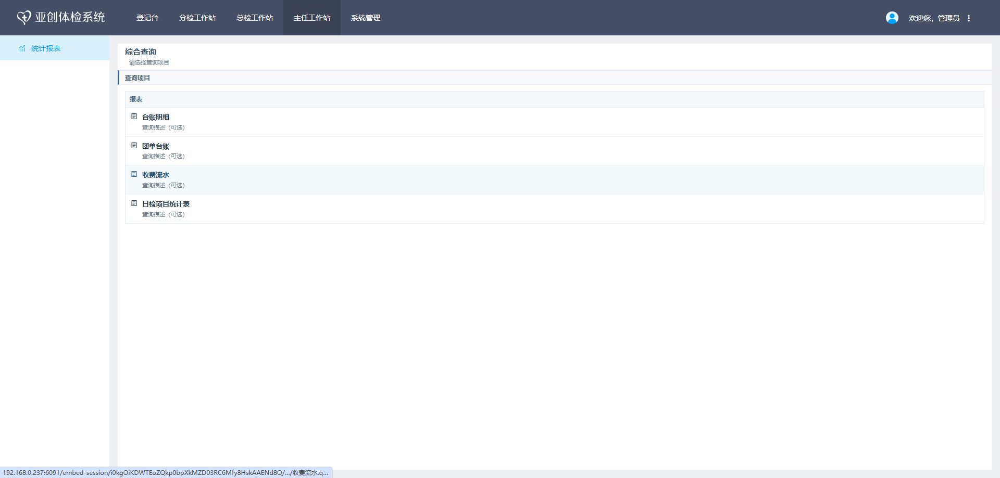 亚创体检系统
登记台
分检工作站
总检工作站
主任工作站
系统管理
欢迎您，管理员
统计报表
综合查询
请选择查询项目
查询项目
报表
台账明细
查询描述（可选）
团单台账
查询描述（可选）
收费流水
查询描述（可选）
日检项目统计表
查询描述（可选）
192.168.0.237:6091/embed-session/i0kgOiKDWTEoZQkp0bpXkMZD03RC6Mfy8HskAAENd8Q/.../收费流水.q...